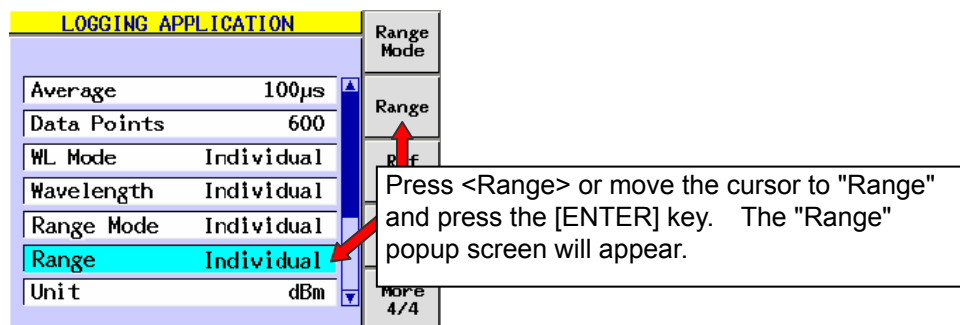 LOGGING APPLICATION
Average 100µs
Data Points 600
WL Mode Individual
Wavelength Individual
Range Mode Individual
Range Individual
Unit dBm
Range
Mode
Range
Press <Range> or move the cursor to "Range"
and press the [ENTER] key. The "Range"
popup screen will appear.
More
4/4